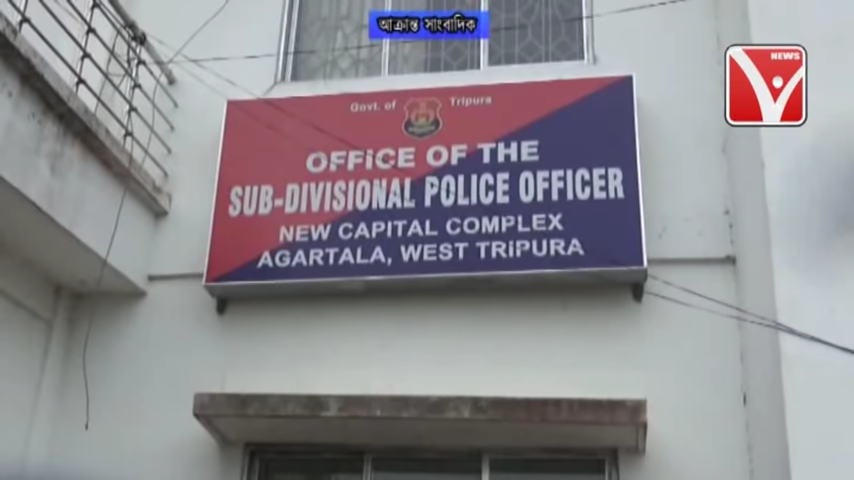 আক্রান্ত সাংবাদিক
NEWS
V
Govt. of Tripura
OFFICE OF THE
SUB-DIVISIONAL POLICE OFFICER
NEW CAPITAL COMPLEX
AGARTALA, WEST TRIPURA